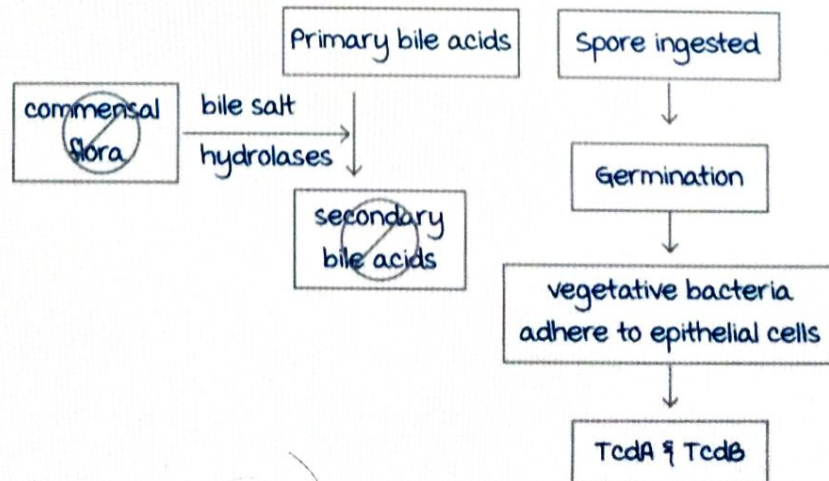 Primary bile acids
Spore ingested
commensal
flora
bile salt
hydrolases
Germination
secondary
bile acids
vegetative bacteria
adhere to epithelial cells
TcdA & TcdB